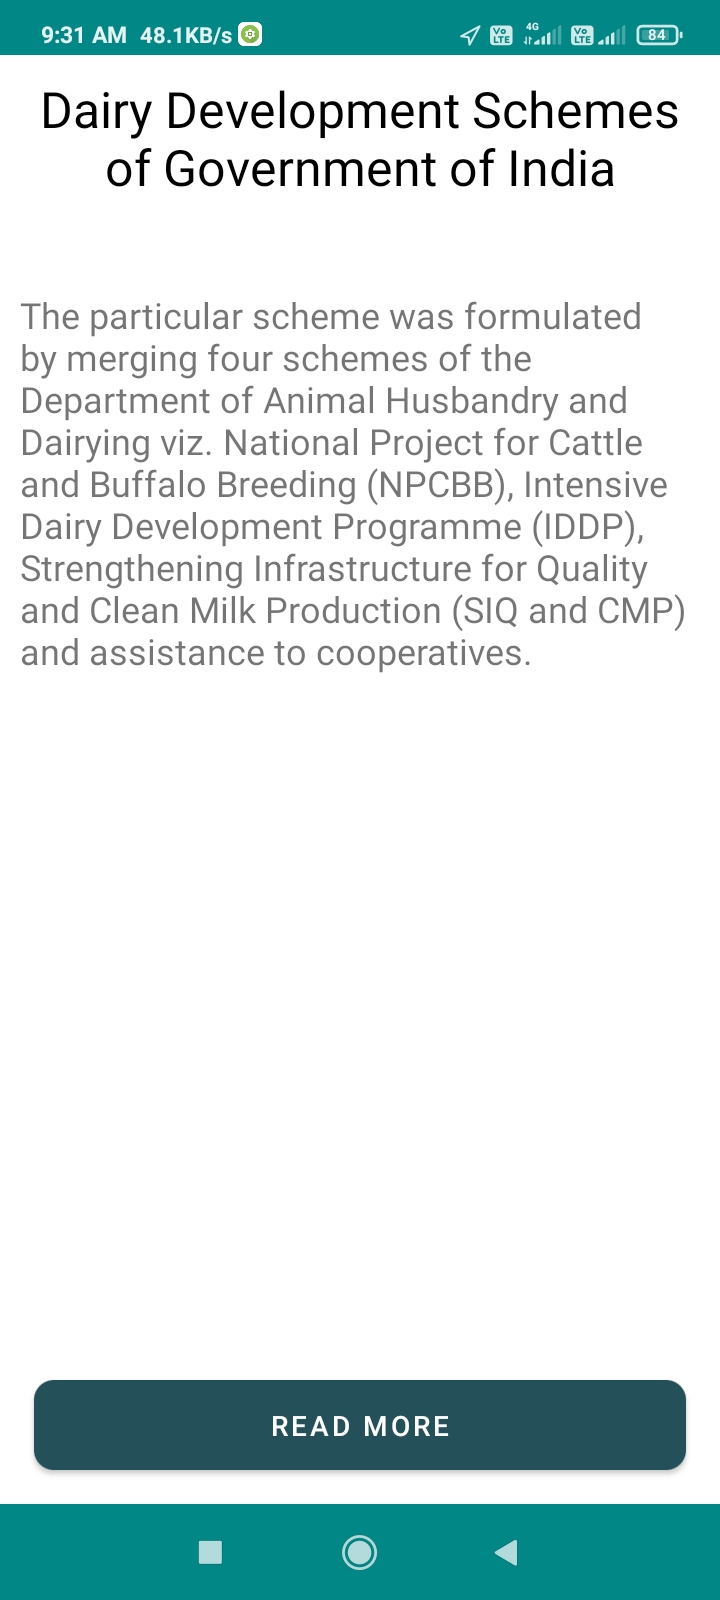 9:31 AM 48.1KB/s Vo LTE 4G Vo LTE 84
Dairy Development Schemes
of Government of India
The particular scheme was formulated
by merging four schemes of the
Department of Animal Husbandry and
Dairying viz. National Project for Cattle
and Buffalo Breeding (NPCBB), Intensive
Dairy Development Programme (IDDP),
Strengthening Infrastructure for Quality
and Clean Milk Production (SIQ and CMP)
and assistance to cooperatives.
READ MORE